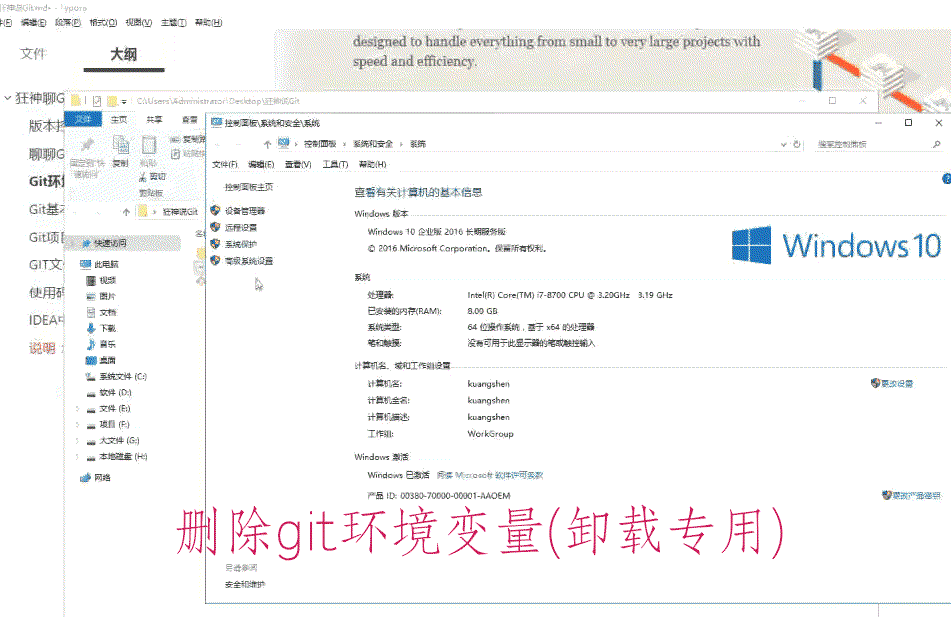 狂神说Git.md• - Typora
编辑(E) 段落(P) 格式(O) 视图(V) 主题(T) 帮助(H)
文件 大纲
designed to handle everything from small to very large projects with
speed and efficiency.
狂神聊G
版本控
聊聊G
Git环境
Git基本
Git项目
GIT文件
使用码
IDEA中
说明
C:\Users\Administrator\Desktop\狂神说Git
文件 主页 共享 查看
复制
粘贴
剪切
剪贴板
狂神说Git
快速访问
此电脑
视频
图片
文档
下载
音乐
桌面
系统文件 (C:)
软件 (D:)
文件 (E:)
项目 (F:)
大文件 (G:)
本地磁盘 (H:)
网络
控制面板\系统和安全\系统
控制面板 › 系统和安全 › 系统
搜索控制面板
文件(F) 编辑(E) 查看(V) 工具(T) 帮助(H)
控制面板主页
设备管理器
远程设置
系统保护
高级系统设置
查看有关计算机的基本信息
Windows 版本
Windows 10 企业版 2016 长期服务版
© 2016 Microsoft Corporation。保留所有权利。
Windows 10
系统
处理器: Intel(R) Core(TM) i7-8700 CPU @ 3.20GHz 3.19 GHz
已安装的内存(RAM): 8.00 GB
系统类型: 64 位操作系统，基于 x64 的处理器
笔和触摸: 没有可用于此显示器的笔或触控输入
计算机名、域和工作组设置
计算机名: kuangshen
更改设置
计算机全名: kuangshen
计算机描述: kuangshen
工作组: WorkGroup
Windows 激活
Windows 已激活 阅读 Microsoft 软件许可条款
产品 ID: 00380-70000-00001-AAOEM
更改产品密钥
删除git环境变量(卸载专用)
另请参阅
安全和维护